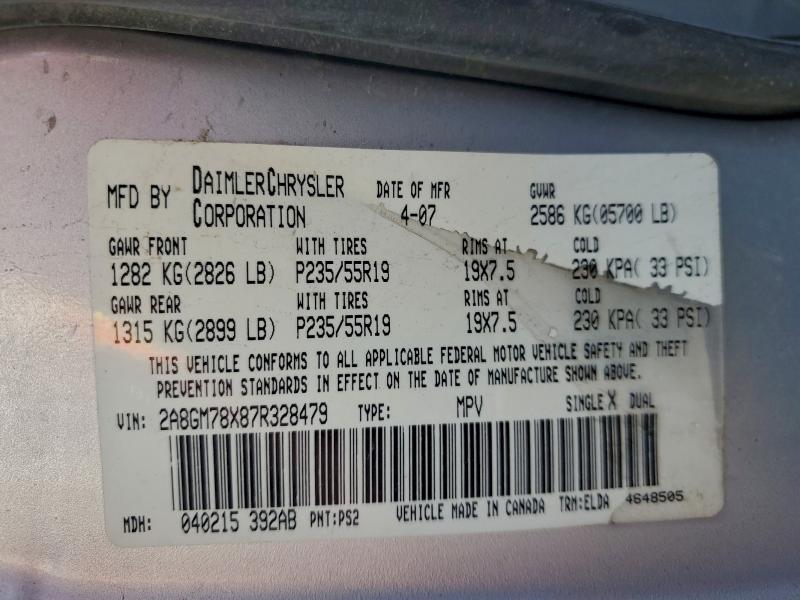 MFD BY DAIMLERCHRYSLER CORPORATION DATE OF MFR 4-07 GVWR 2586 KG(05700 LB)
GAWR FRONT WITH TIRES RIMS AT COLD
1282 KG(2826 LB) P235/55R19 19X7.5 230 KPA( 33 PSI)
GAWR REAR WITH TIRES RIMS AT COLD
1315 KG(2899 LB) P235/55R19 19X7.5 230 KPA( 33 PSI)
THIS VEHICLE CONFORMS TO ALL APPLICABLE FEDERAL MOTOR VEHICLE SAFETY AND THEFT
PREVENTION STANDARDS IN EFFECT ON THE DATE OF MANUFACTURE SHOWN ABOVE.
VIN: 2A8GM78X87R328479 TYPE: MPV SINGLE X DUAL
MDH: 040215 392AB PNT:PS2 VEHICLE MADE IN CANADA TRM:ELDA 4648505